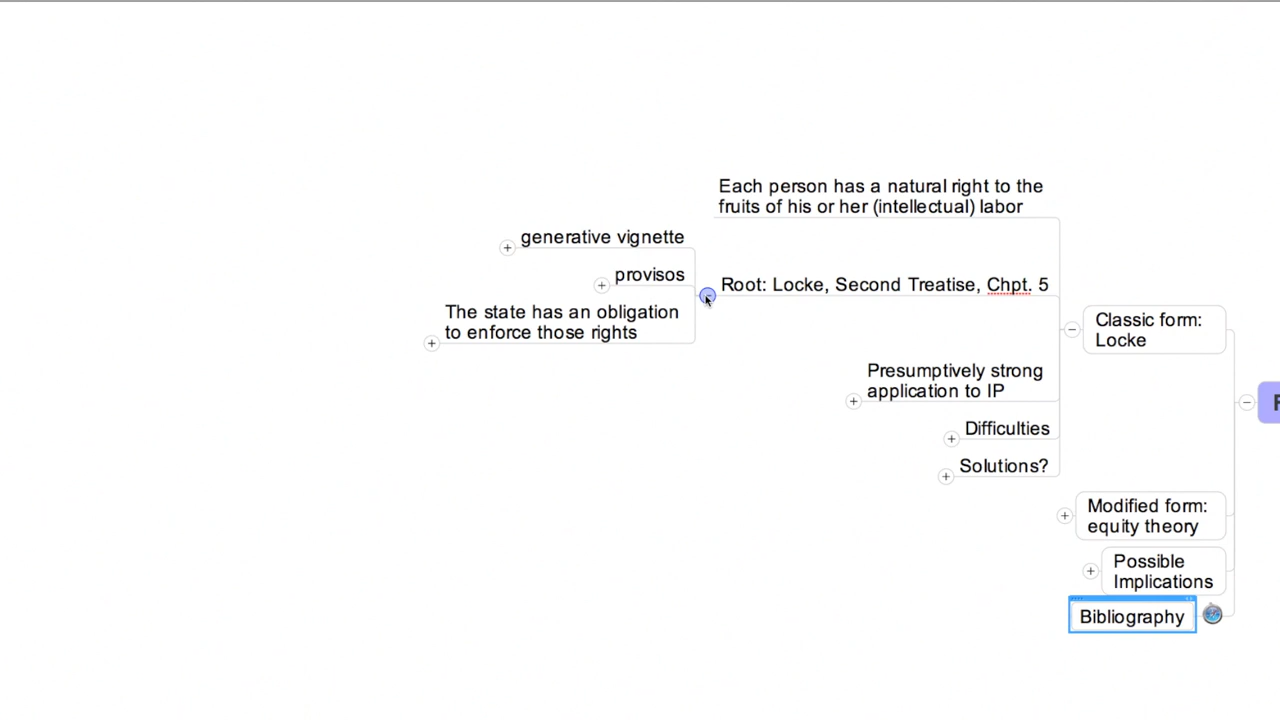 Each person has a natural right to the
fruits of his or her (intellectual) labor
generative vignette
provisos
The state has an obligation
to enforce those rights
Root: Locke, Second Treatise, Chpt. 5
Classic form:
Locke
Presumptively strong
application to IP
Difficulties
Solutions?
Modified form:
equity theory
Possible
Implications
Bibliography